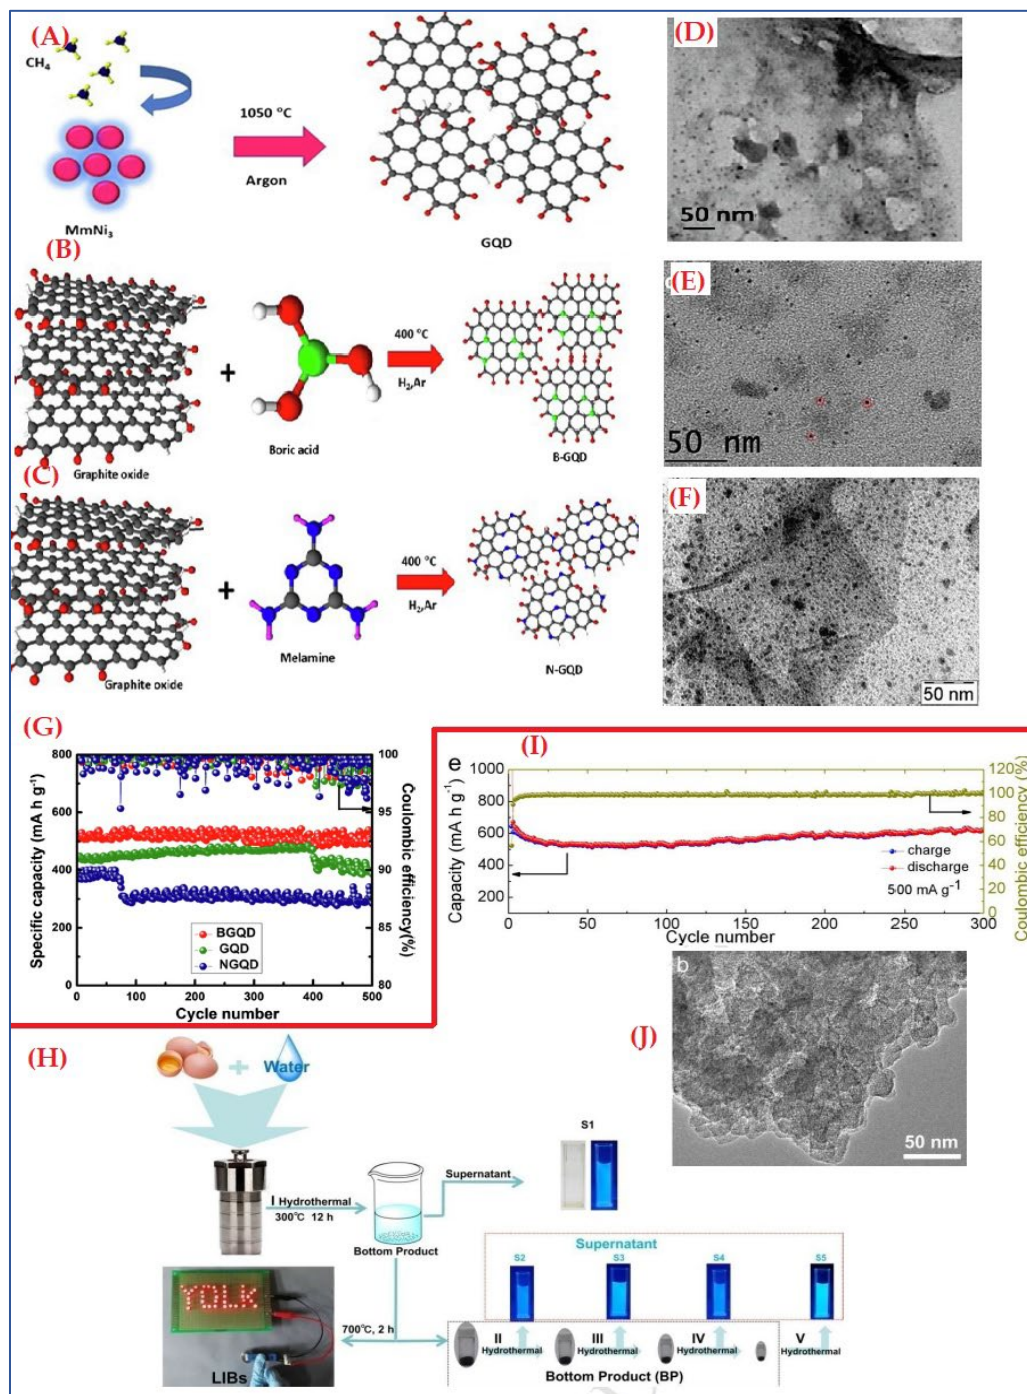 (A)
CH₄
MmNi₃
1050 °C
Argon
GQD
(B)
Graphite oxide
+
Boric acid
400 °C
H₂,Ar
B-GQD
(C)
Graphite oxide
+
Melamine
400 °C
H₂,Ar
N-GQD
(D)
50 nm
(E)
50 nm
(F)
50 nm
(G)
Specific capacity (mA h g⁻¹)
800
600
400
200
0
BGQD
GQD
NGQD
0 100 200 300 400 500
Cycle number
100
95
90
85
80
Coulombic efficiency(%)
(I)
e
Capacity (mA h g⁻¹)
1000
800
600
400
200
charge
discharge
500 mA g⁻¹
0 50 100 150 200 250 300
Cycle number
120
100
80
60
40
20
0
Coulombic efficiency (%)
(J)
b
50 nm
(H)
+ Water
I Hydrothermal
300℃ 12 h
Supernatant
S1
Bottom Product
Supernatant
S2 S3 S4 S5
YOLK
LIBs
700℃, 2 h
II Hydrothermal
III Hydrothermal
IV Hydrothermal
V Hydrothermal
Bottom Product (BP)